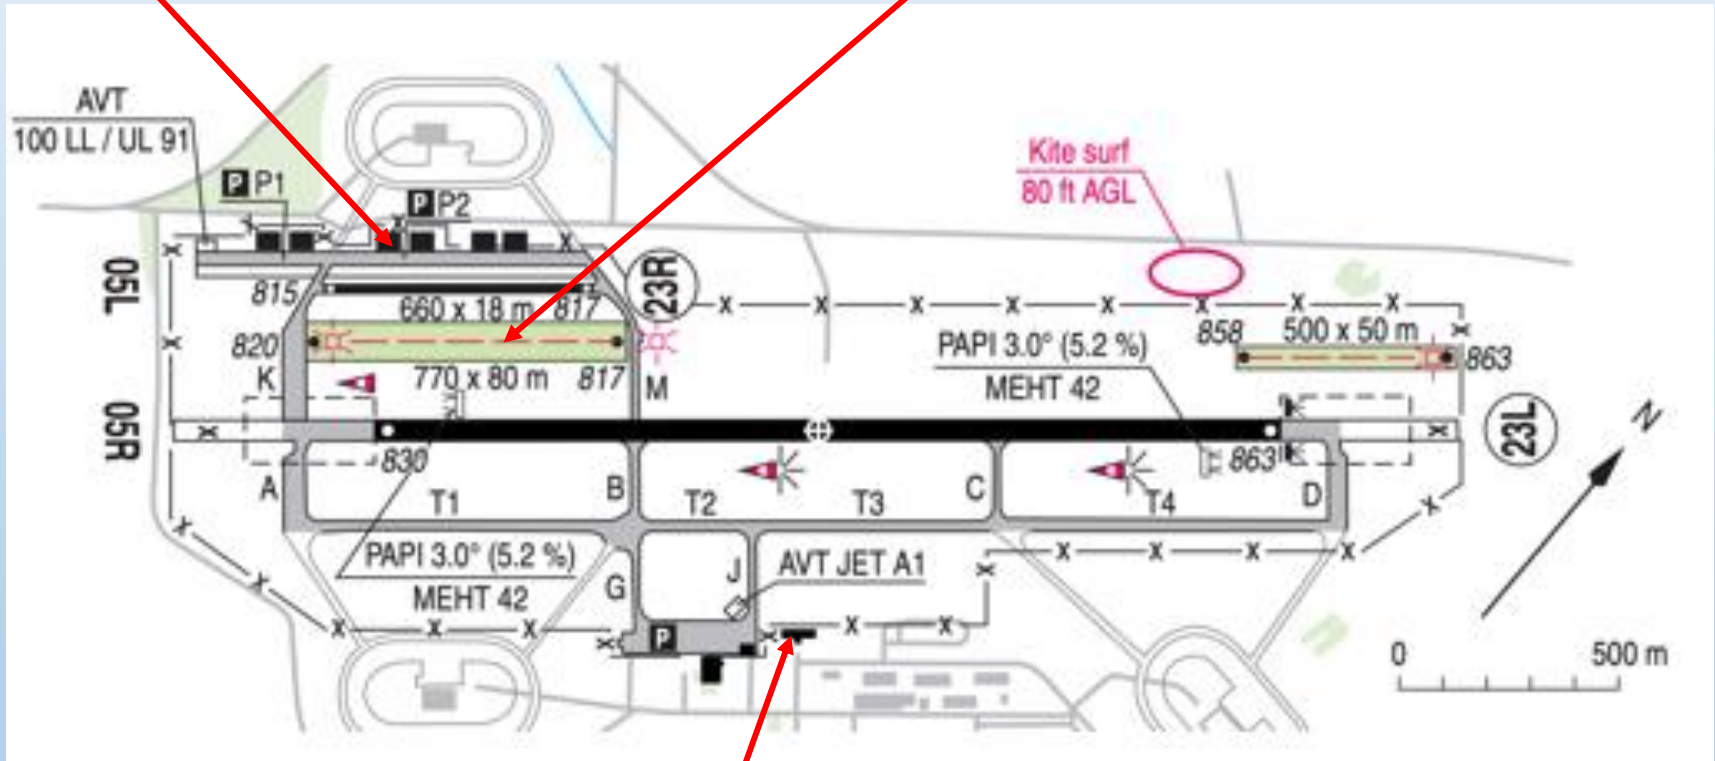 AVT
100 LL / UL 91
P P1
P P2
Kite surf
80 ft AGL
05L
23R
815
660 x 18 m
817
820
770 x 80 m
817
858
500 x 50 m
863
PAPI 3.0° (5.2 %)
MEHT 42
K
M
N
05R
23L
830
863
A
T1
B
T2
T3
C
T4
D
PAPI 3.0° (5.2 %)
MEHT 42
G
J
AVT JET A1
P
0
500 m